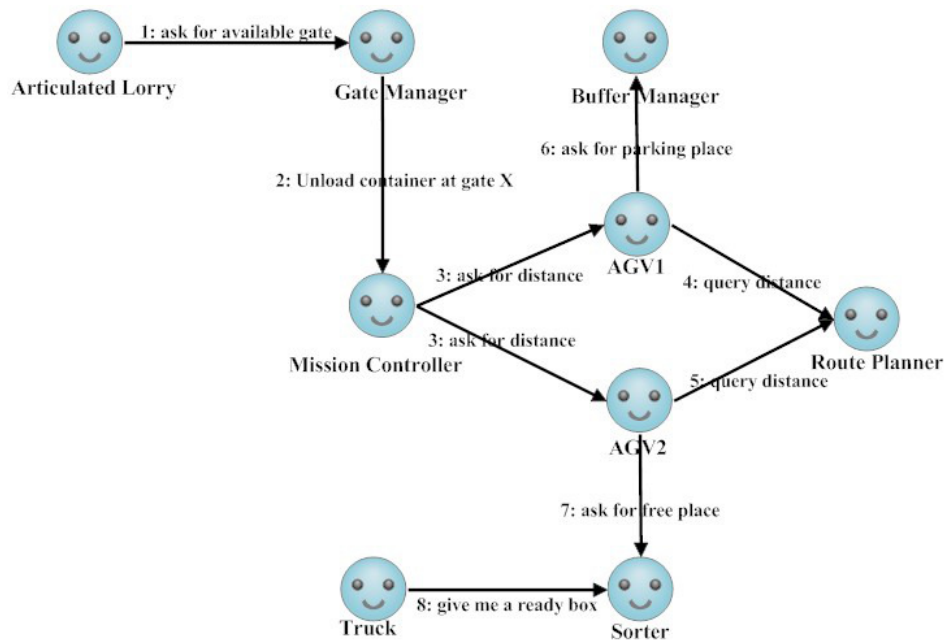 1: ask for available gate
Articulated Lorry
Gate Manager
Buffer Manager
6: ask for parking place
2: Unload container at gate X
AGV1
3: ask for distance
4: query distance
3: ask for distance
Mission Controller
Route Planner
5: query distance
AGV2
7: ask for free place
8: give me a ready box
Truck
Sorter